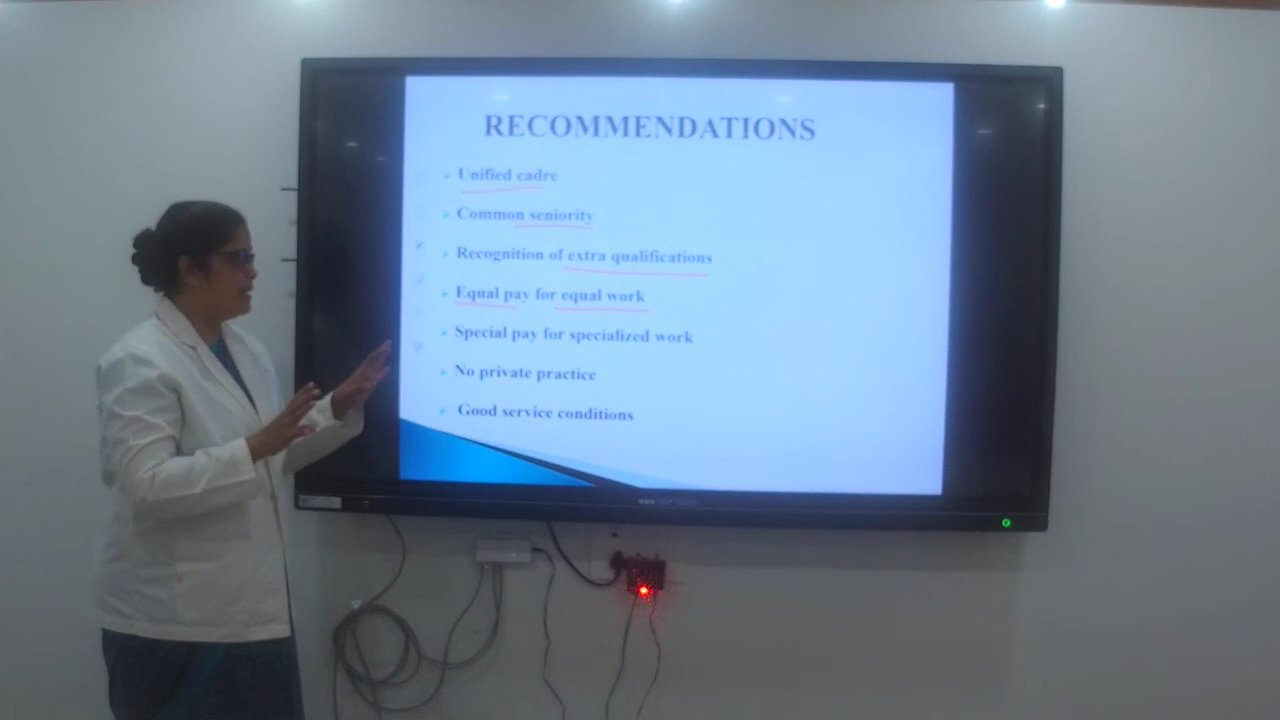 RECOMMENDATIONS
Unified cadre
Common seniority
Recognition of extra qualifications
Equal pay for equal work
Special pay for specialized work
No private practice
Good service conditions